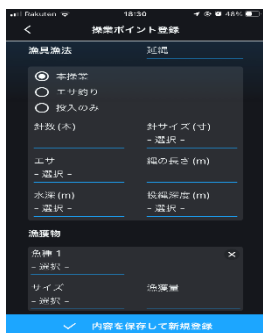 Rakuten 18:30 48%
操業ポイント登録
漁具漁法 延縄
本操業
エサ釣り
投入のみ
針数(本) 針サイズ(寸)
- 選択 -
エサ 縄の長さ(m)
- 選択 -
水深(m) 投縄深度(m)
- 選択 - - 選択 -
漁獲物
魚種 1 ×
- 選択 -
サイズ 漁獲量
- 選択 -
内容を保存して新規登録